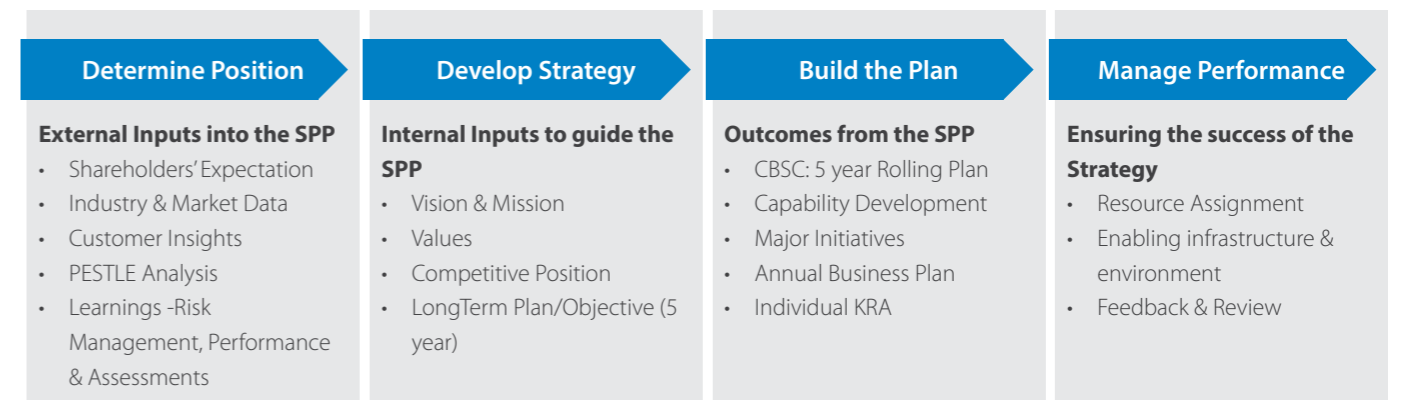 Determine Position
External Inputs into the SPP
• Shareholders’ Expectation
• Industry & Market Data
• Customer Insights
• PESTLE Analysis
• Learnings -Risk
Management, Performance
& Assessments
Develop Strategy
Internal Inputs to guide the
SPP
• Vision & Mission
• Values
• Competitive Position
• LongTerm Plan/Objective (5
year)
Build the Plan
Outcomes from the SPP
• CBSC: 5 year Rolling Plan
• Capability Development
• Major Initiatives
• Annual Business Plan
• Individual KRA
Manage Performance
Ensuring the success of the
Strategy
• Resource Assignment
• Enabling infrastructure &
environment
• Feedback & Review